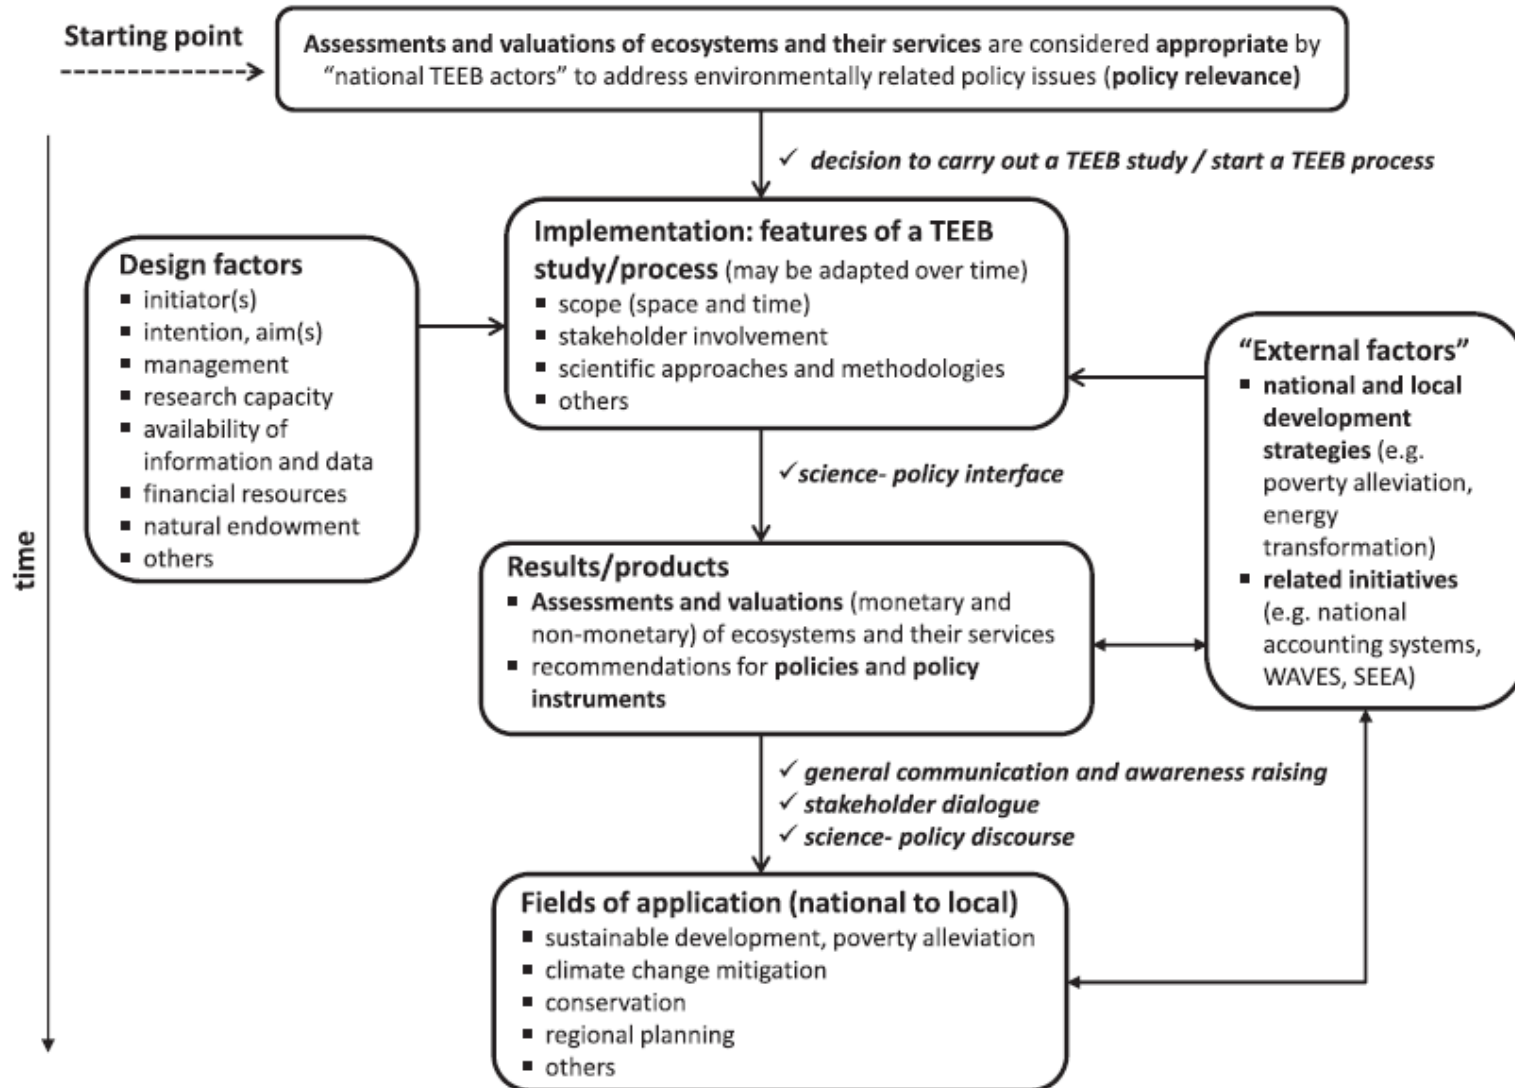 Starting point
Assessments and valuations of ecosystems and their services are considered appropriate by
“national TEEB actors” to address environmentally related policy issues (policy relevance)
✓ decision to carry out a TEEB study / start a TEEB process
Implementation: features of a TEEB
study/process (may be adapted over time)
▪ scope (space and time)
▪ stakeholder involvement
▪ scientific approaches and methodologies
▪ others
Design factors
▪ initiator(s)
▪ intention, aim(s)
▪ management
▪ research capacity
▪ availability of
information and data
▪ financial resources
▪ natural endowment
▪ others
“External factors”
▪ national and local
development
strategies (e.g.
poverty alleviation,
energy
transformation)
▪ related initiatives
(e.g. national
accounting systems,
WAVES, SEEA)
✓science- policy interface
time
Results/products
▪ Assessments and valuations (monetary and
non-monetary) of ecosystems and their services
▪ recommendations for policies and policy
instruments
✓ general communication and awareness raising
✓ stakeholder dialogue
✓ science- policy discourse
Fields of application (national to local)
▪ sustainable development, poverty alleviation
▪ climate change mitigation
▪ conservation
▪ regional planning
▪ others